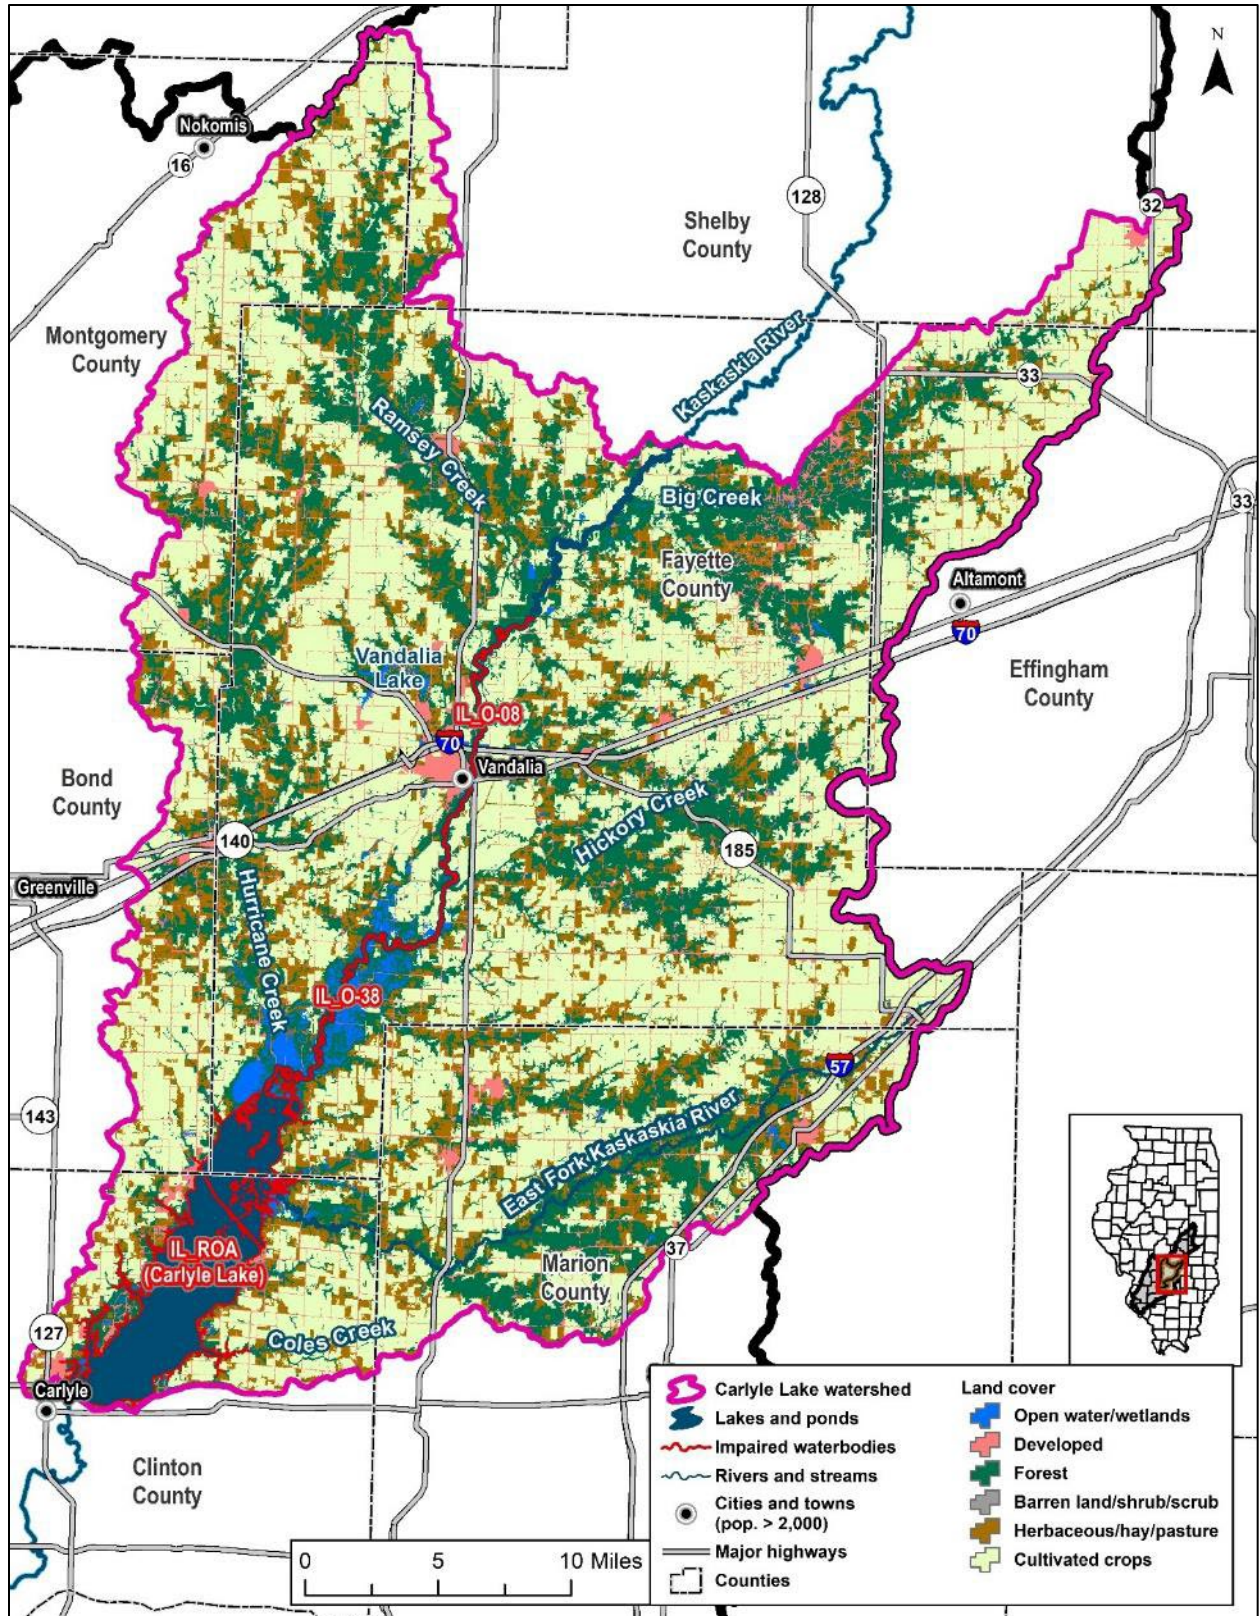 N
Nokomis
16
128
32
Shelby
County
Montgomery
County
Kaskaskia River
33
Ramsey Creek
Big Creek
33
Fayette
County
Altamont
70
Vandalia
Lake
Effingham
County
IL_O-08
70
Vandalia
Bond
County
Hickory Creek
140
185
Greenville
Hurricane Creek
IL_O-38
57
143
East Fork Kaskaskia River
IL_ROA
(Carlyle Lake)
37
Marion
County
127
Coles Creek
Carlyle
Clinton
County
Carlyle Lake watershed
Lakes and ponds
Impaired waterbodies
Rivers and streams
Cities and towns
(pop. > 2,000)
Major highways
Counties
Land cover
Open water/wetlands
Developed
Forest
Barren land/shrub/scrub
Herbaceous/hay/pasture
Cultivated crops
0 5 10 Miles